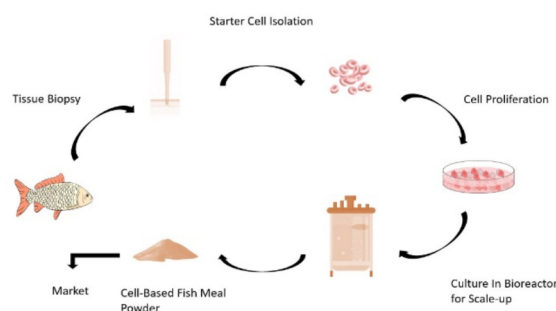 Starter Cell Isolation
Tissue Biopsy
Cell Proliferation
Culture In Bioreactor
for Scale-up
Market
Cell-Based Fish Meal
Powder